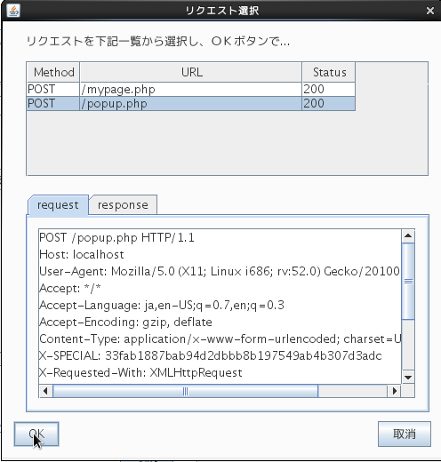 リクエスト選択
リクエストを下記一覧から選択し、OKボタンで...
Method URL Status
POST /mypage.php 200
POST /popup.php 200
request response
POST /popup.php HTTP/1.1
Host: localhost
User-Agent: Mozilla/5.0 (X11; Linux i686; rv:52.0) Gecko/20100
Accept: */*
Accept-Language: ja,en-US;q=0.7,en;q=0.3
Accept-Encoding: gzip, deflate
Content-Type: application/x-www-form-urlencoded; charset=U
X-SPECIAL: 33fab1887bab94d2dbbb8b197549ab4b307d3adc
X-Requested-With: XMLHttpRequest
OK 取消